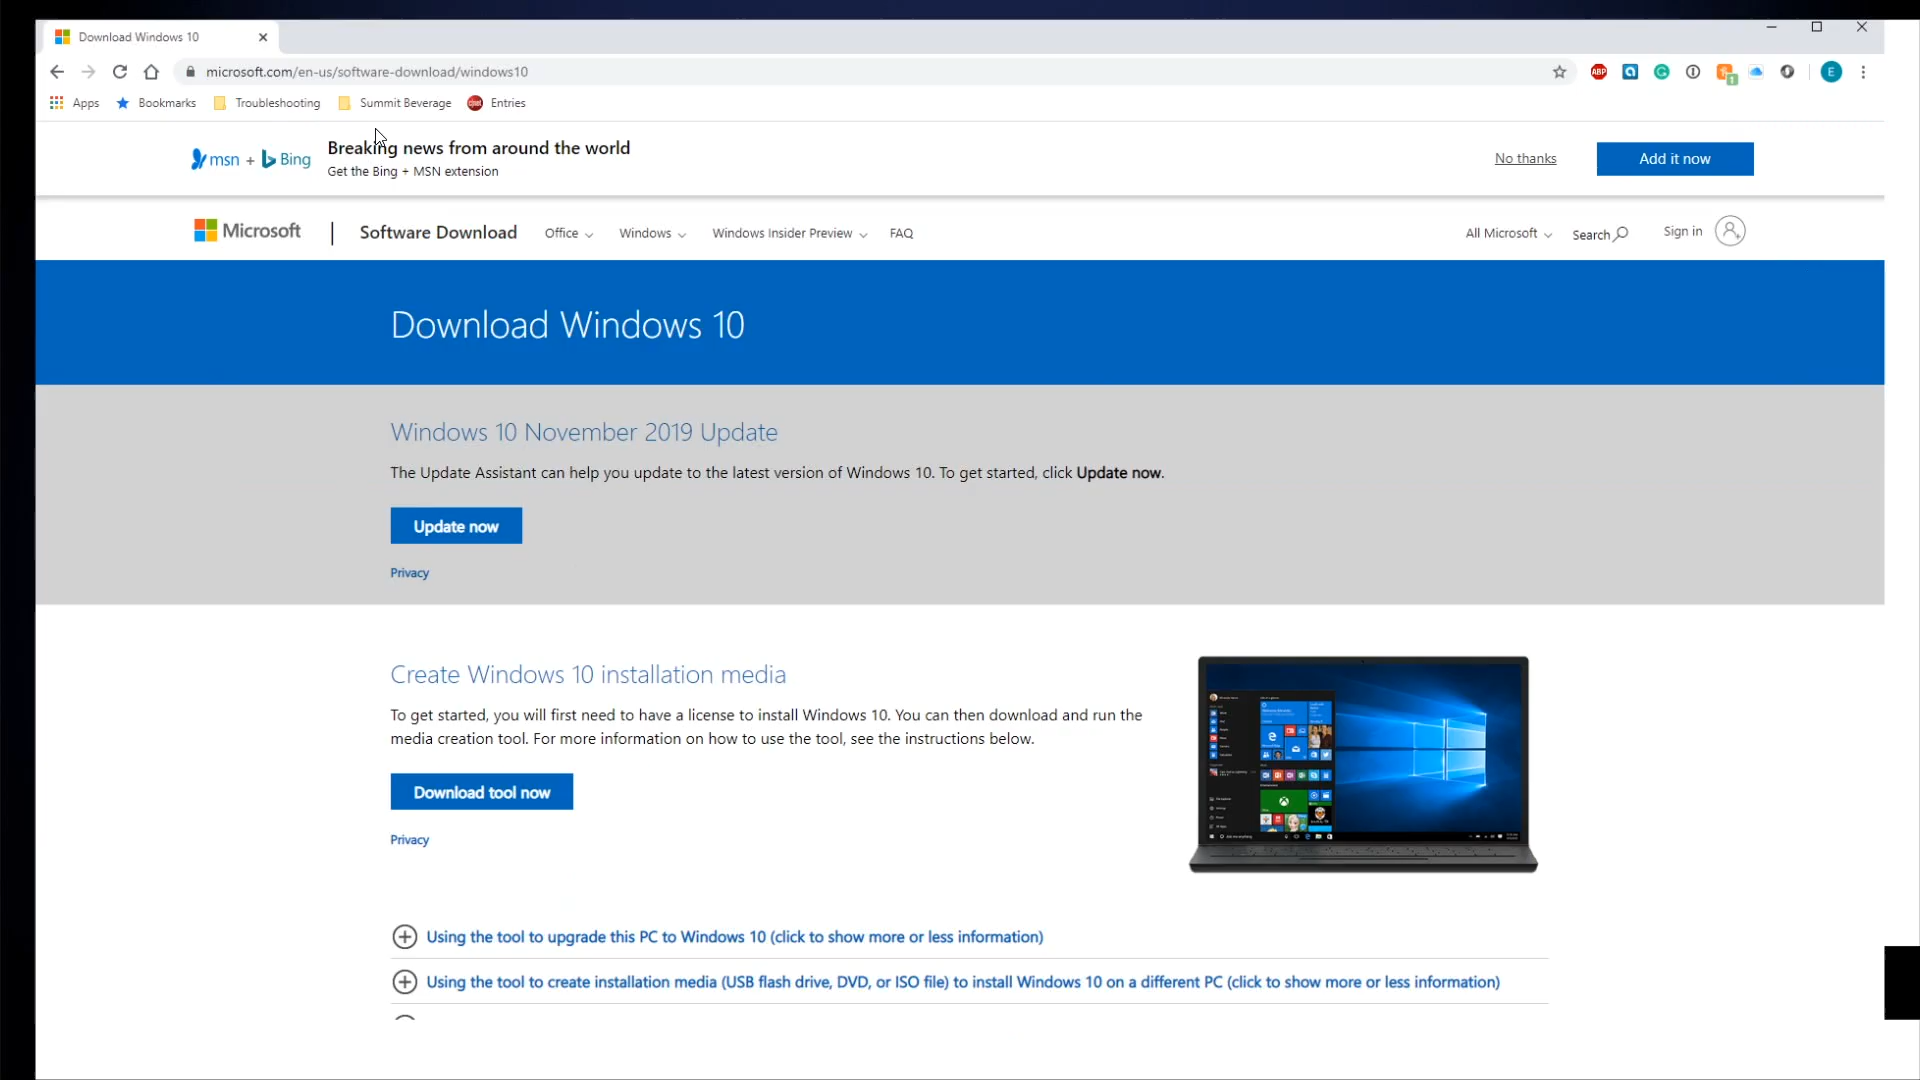 Download Windows 10
microsoft.com/en-us/software-download/windows10
ABP
1
E
Apps
Bookmarks
Troubleshooting
Summit Beverage
Entries
msn + Bing
Breaking news from around the world
Get the Bing + MSN extension
No thanks
Add it now
Microsoft
Software Download
Office
Windows
Windows Insider Preview
FAQ
All Microsoft
Search
Sign in
Download Windows 10
Windows 10 November 2019 Update
The Update Assistant can help you update to the latest version of Windows 10. To get started, click Update now.
Update now
Privacy
Create Windows 10 installation media
To get started, you will first need to have a license to install Windows 10. You can then download and run the
media creation tool. For more information on how to use the tool, see the instructions below.
Download tool now
Privacy
Using the tool to upgrade this PC to Windows 10 (click to show more or less information)
Using the tool to create installation media (USB flash drive, DVD, or ISO file) to install Windows 10 on a different PC (click to show more or less information)